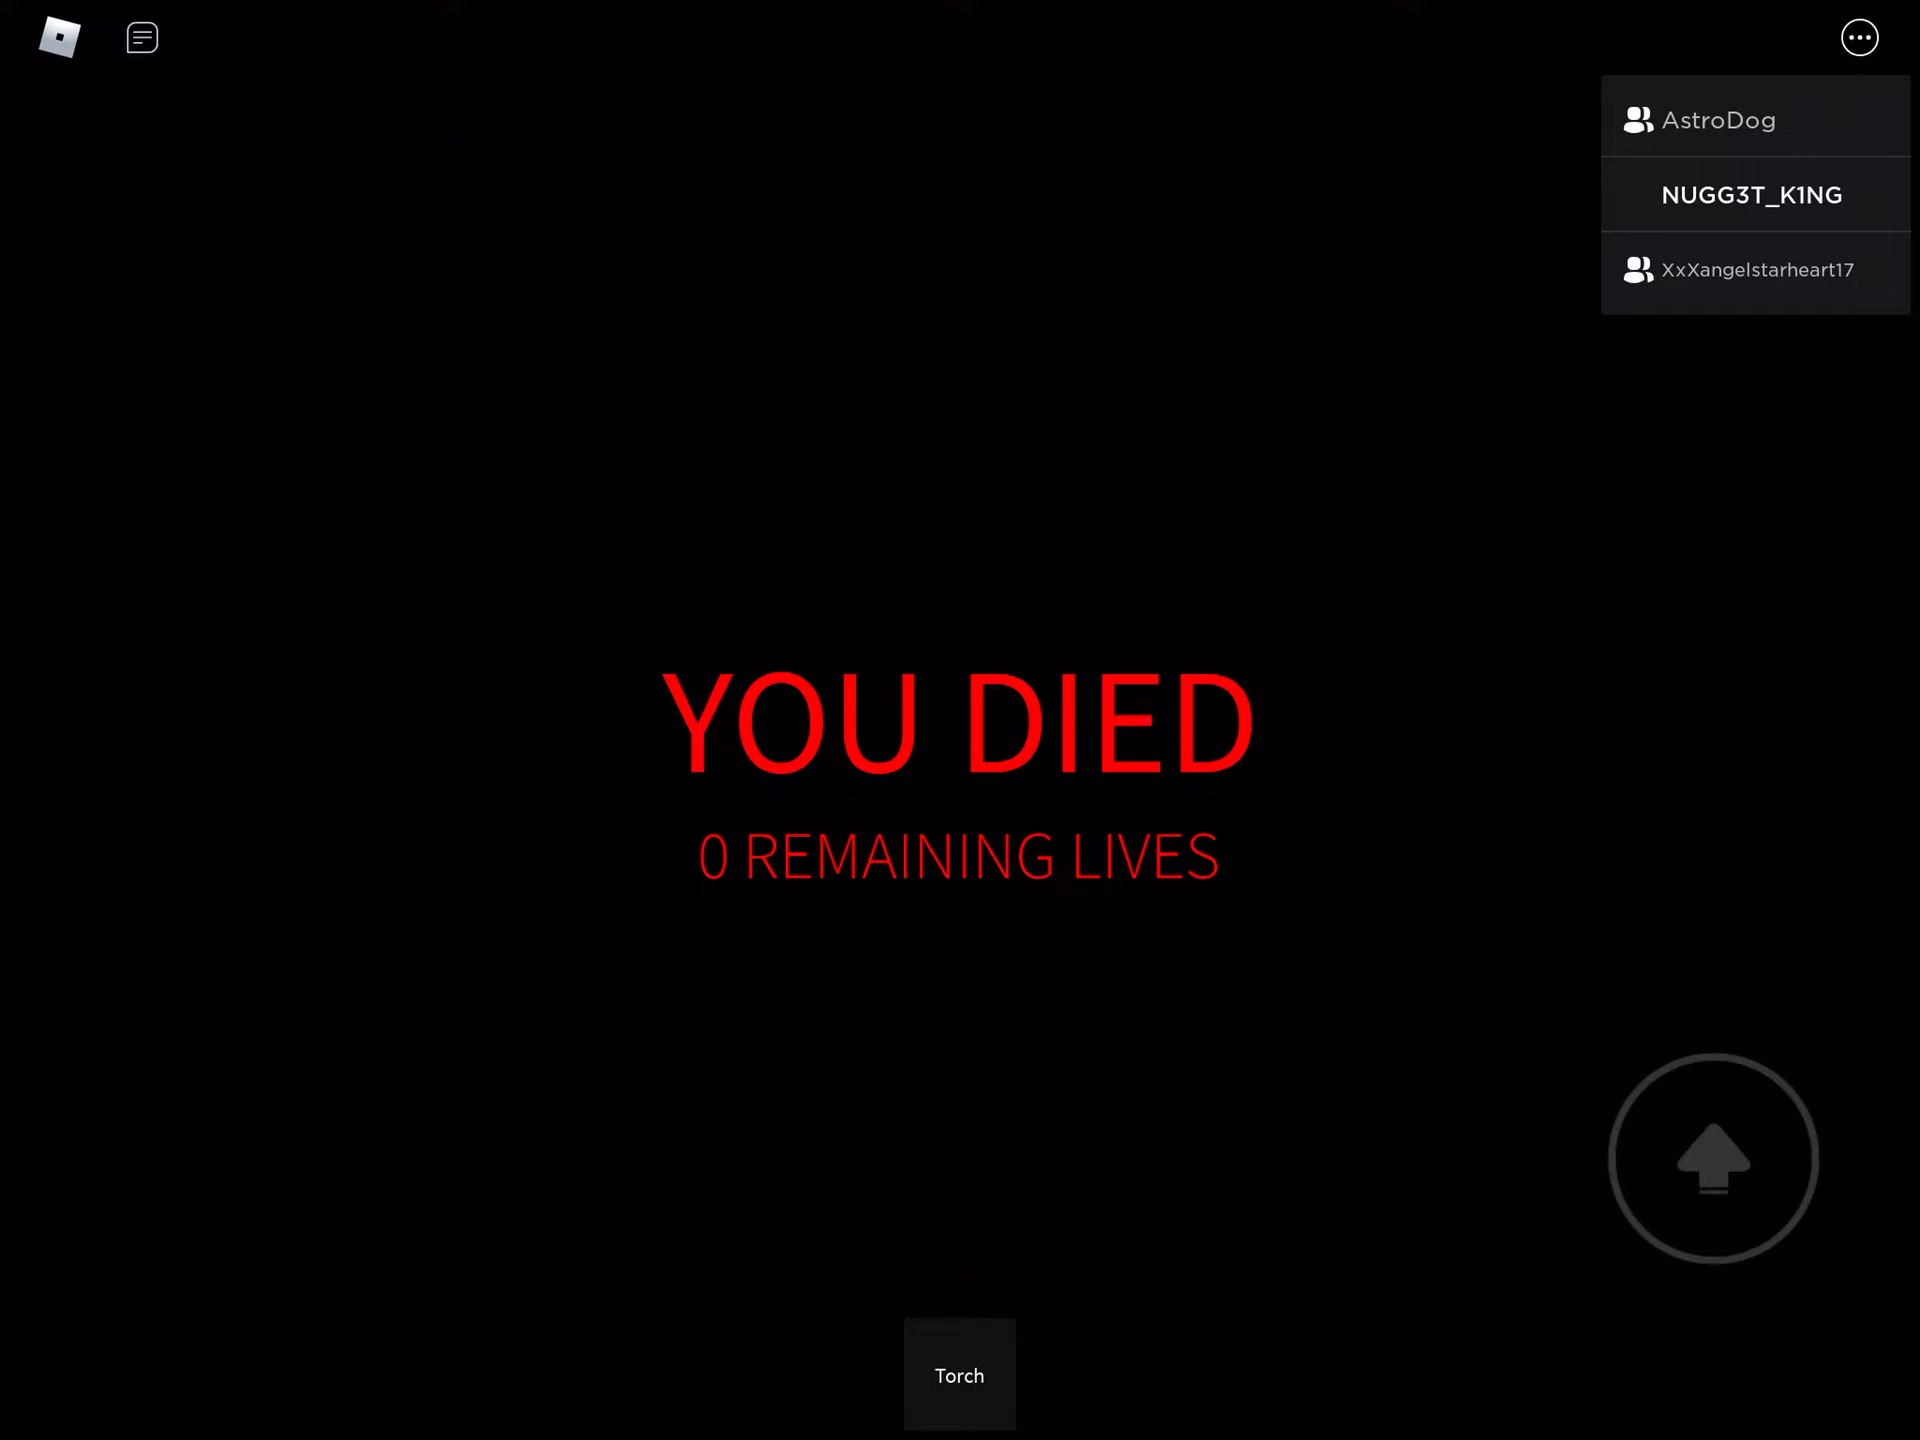 AstroDog
NUGG3T_K1NG
XxXangelstarheart17
YOU DIED
0 REMAINING LIVES
Torch